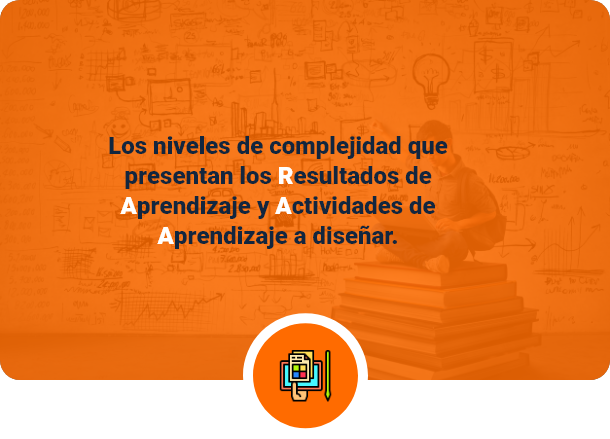 Los niveles de complejidad que
presentan los Resultados de
Aprendizaje y Actividades de
Aprendizaje a diseñar.